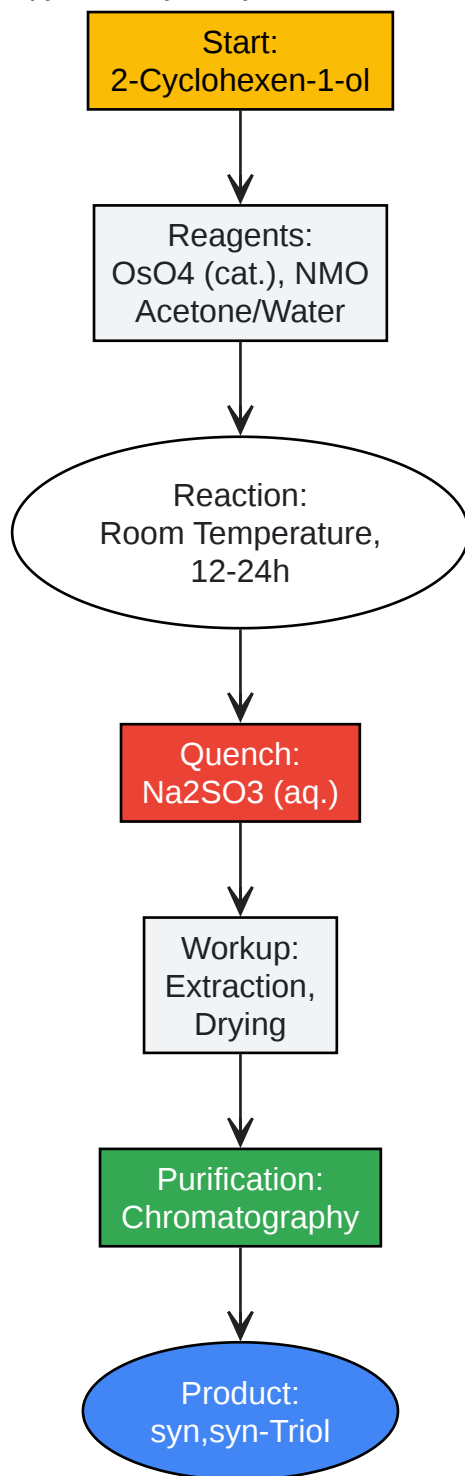 Start:
2-Cyclohexen-1-ol
Reagents:
OsO4 (cat.), NMO
Acetone/Water
Reaction:
Room Temperature,
12-24h
Quench:
Na2SO3 (aq.)
Workup:
Extraction,
Drying
Purification:
Chromatography
Product:
syn,syn-Triol